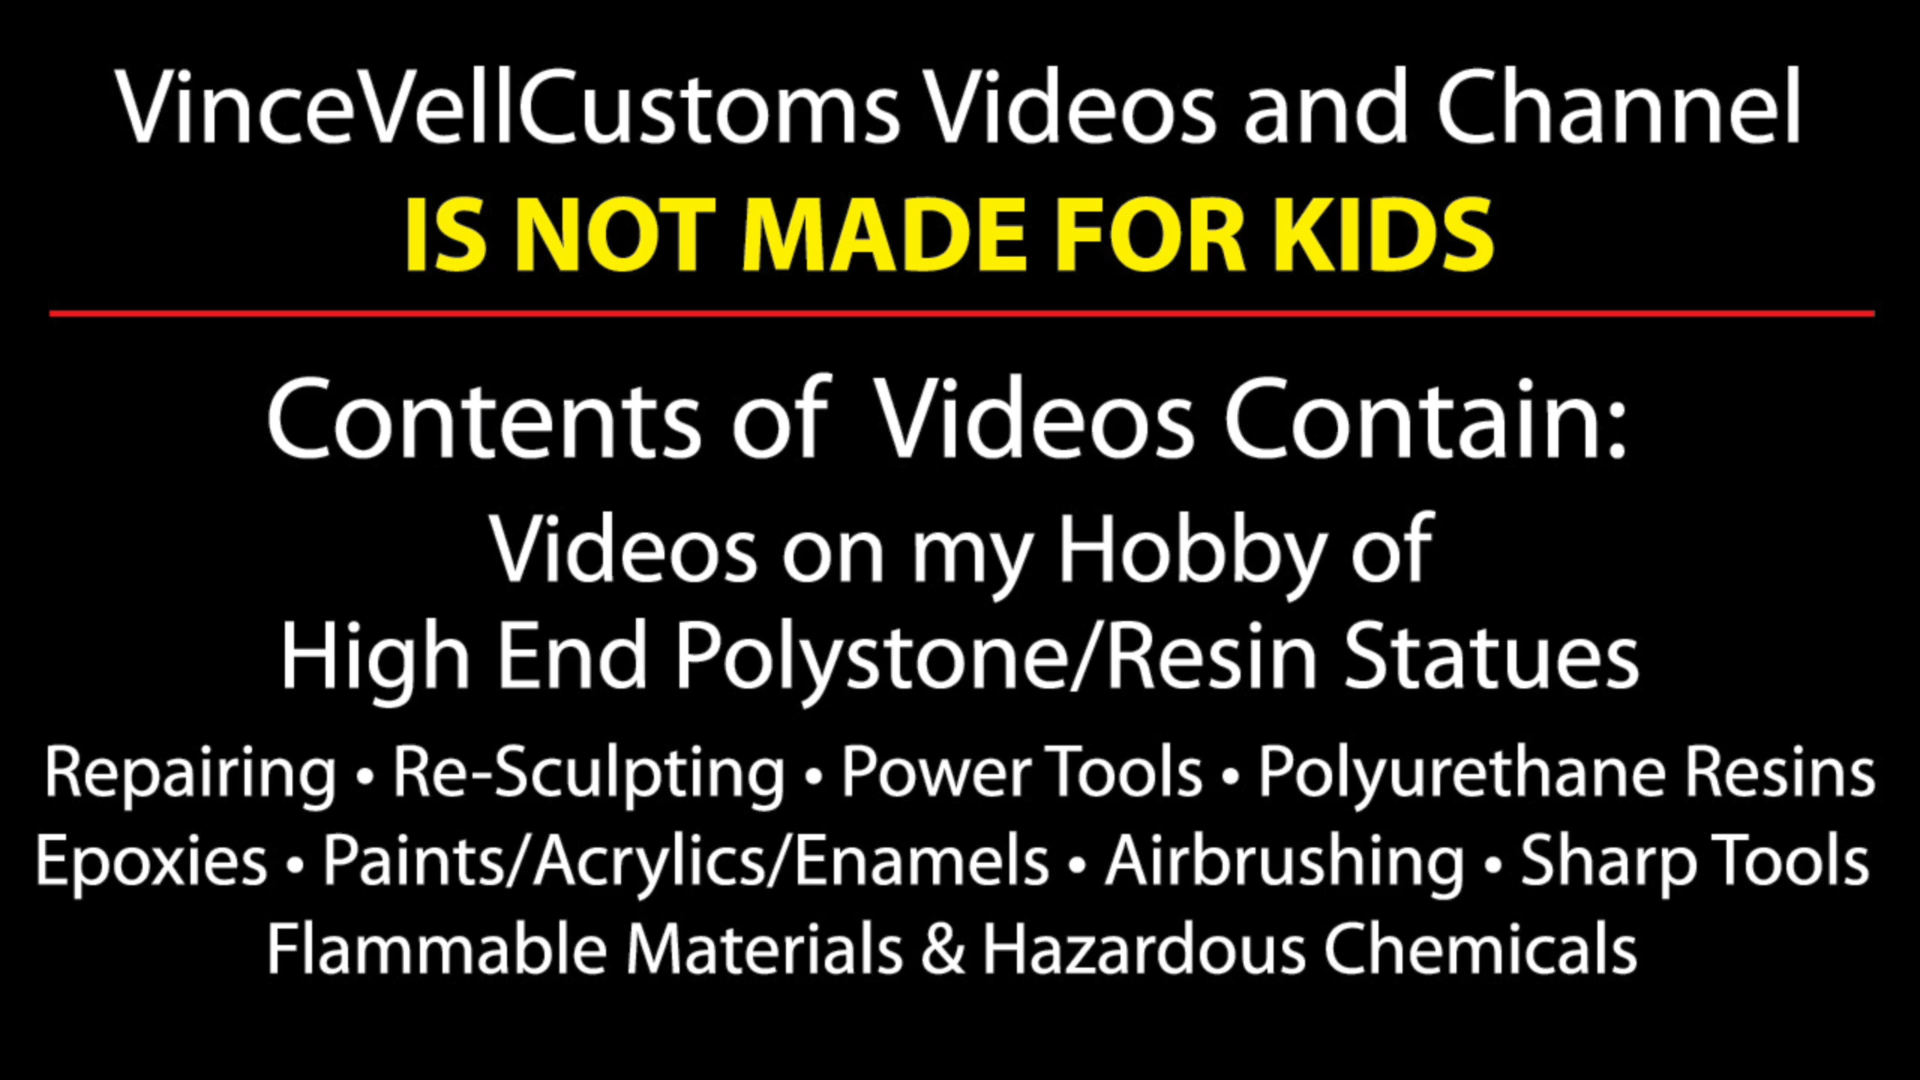 VinceVellCustoms Videos and Channel
IS NOT MADE FOR KIDS
Contents of Videos Contain:
Videos on my Hobby of
High End Polystone/Resin Statues
Repairing • Re-Sculpting • Power Tools • Polyurethane Resins
Epoxies • Paints/Acrylics/Enamels • Airbrushing • Sharp Tools
Flammable Materials & Hazardous Chemicals